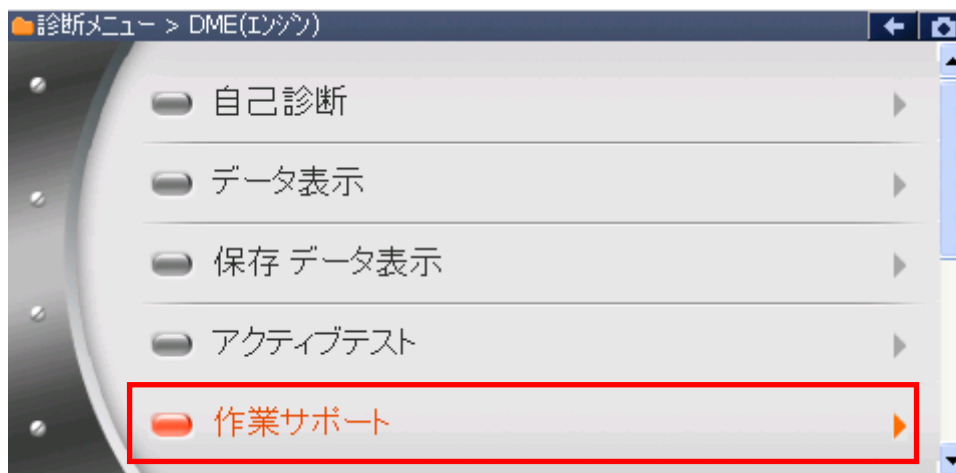 診断メニュー > DME(エンジン)
自己診断
データ表示
保存 データ表示
アクティブテスト
作業サポート